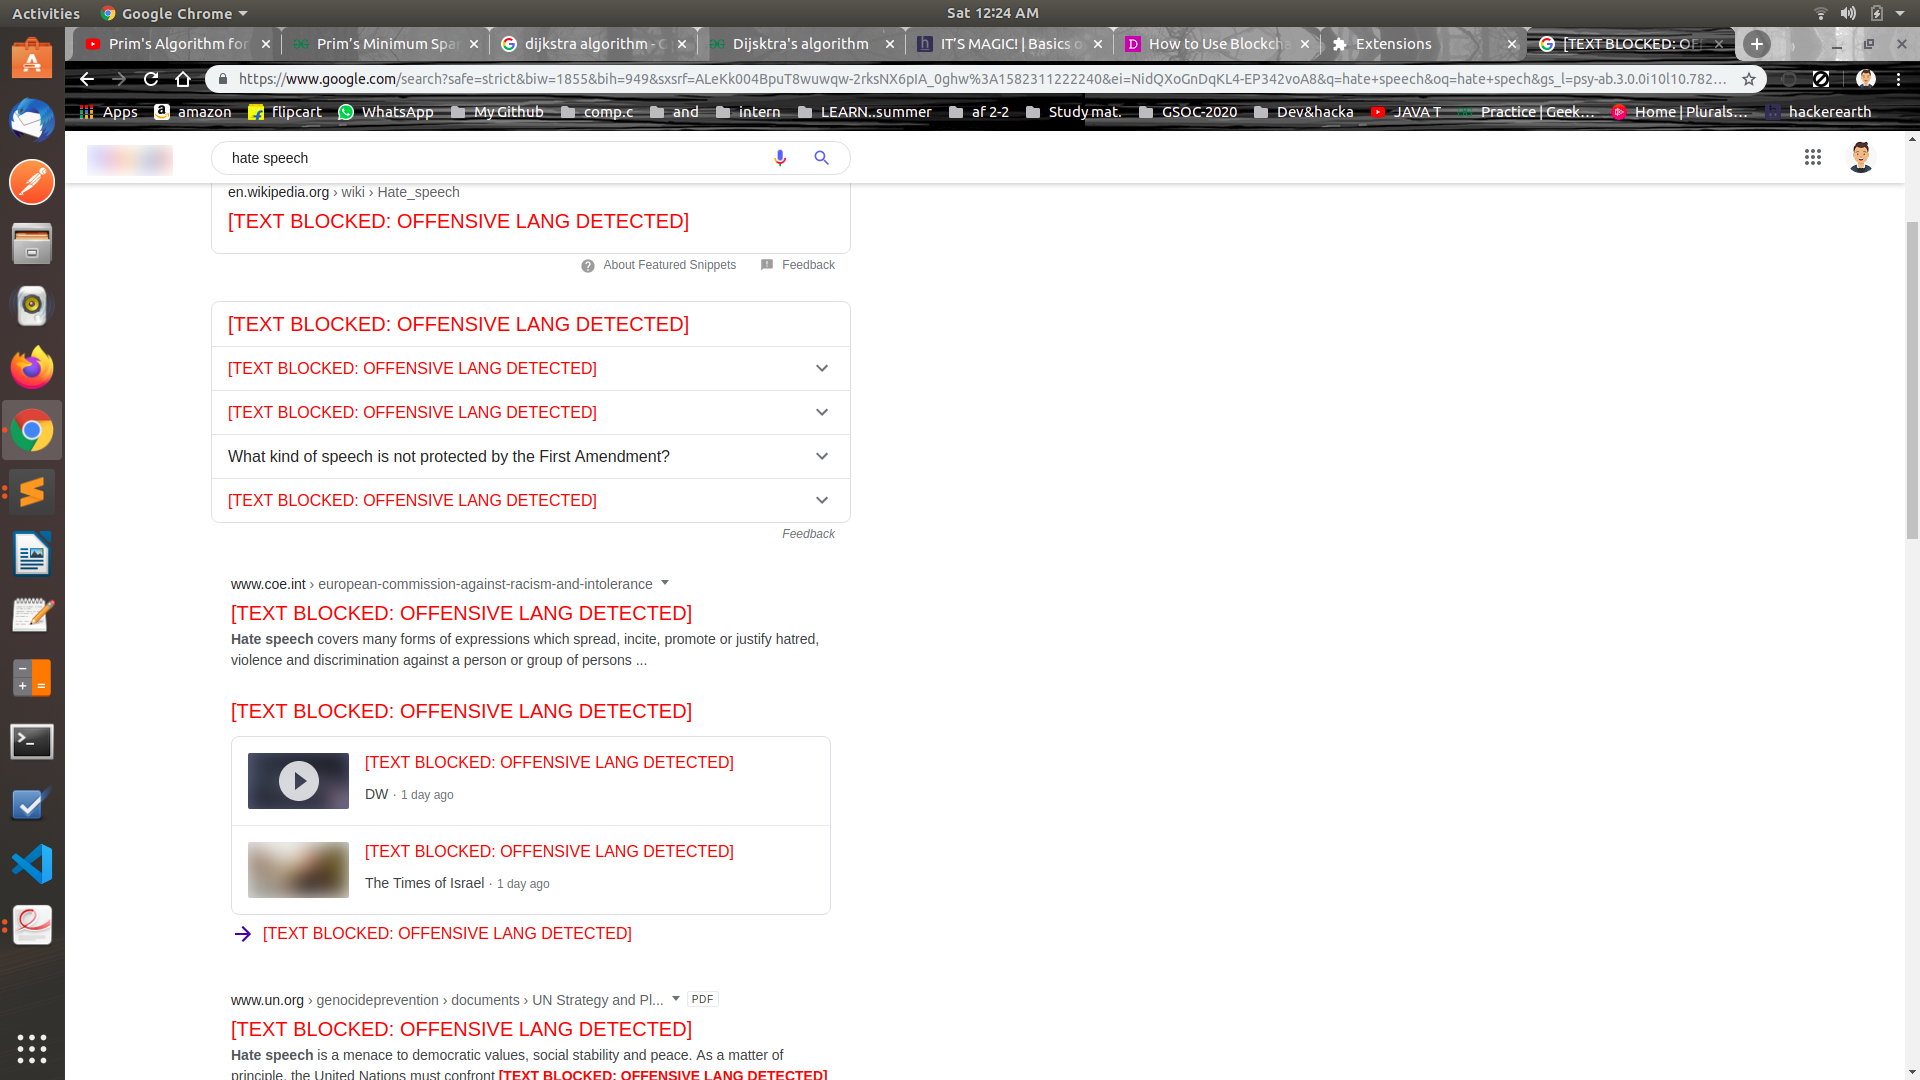 Activities Google Chrome Sat 12:24 AM
Prim's Algorithm for Prim's Minimum Spa dijkstra algorithm - Dijsktra's algorithm IT'S MAGIC! | Basics How to Use Blockcha Extensions [TEXT BLOCKED: OF
https://www.google.com/search?safe=strict&biw=1855&bih=949&sxsrf=ALeKk004BpuT8wuwqw-2rksNX6pIA_0ghw%3A1582311222240&ei=NidQXoGnDqKL4-EP342voA8&q=hate+speech&oq=hate+spech&gs_l=psy-ab.3.0.0i10l10.782...
Apps amazon flipcart WhatsApp My Github comp.c and intern LEARN..summer af 2-2 Study mat. GSOC-2020 Dev&hacka JAVA T Practice | Geek... Home | Plurals... hackerearth
hate speech
en.wikipedia.org › wiki › Hate_speech
[TEXT BLOCKED: OFFENSIVE LANG DETECTED]
About Featured Snippets Feedback
[TEXT BLOCKED: OFFENSIVE LANG DETECTED]
[TEXT BLOCKED: OFFENSIVE LANG DETECTED]
[TEXT BLOCKED: OFFENSIVE LANG DETECTED]
What kind of speech is not protected by the First Amendment?
[TEXT BLOCKED: OFFENSIVE LANG DETECTED]
Feedback
www.coe.int › european-commission-against-racism-and-intolerance
[TEXT BLOCKED: OFFENSIVE LANG DETECTED]
Hate speech covers many forms of expressions which spread, incite, promote or justify hatred,
violence and discrimination against a person or group of persons ...
[TEXT BLOCKED: OFFENSIVE LANG DETECTED]
[TEXT BLOCKED: OFFENSIVE LANG DETECTED]
DW · 1 day ago
[TEXT BLOCKED: OFFENSIVE LANG DETECTED]
The Times of Israel · 1 day ago
[TEXT BLOCKED: OFFENSIVE LANG DETECTED]
www.un.org › genocideprevention › documents › UN Strategy and Pl... PDF
[TEXT BLOCKED: OFFENSIVE LANG DETECTED]
Hate speech is a menace to democratic values, social stability and peace. As a matter of
principle, the United Nations must confront [TEXT BLOCKED: OFFENSIVE LANG DETECTED]